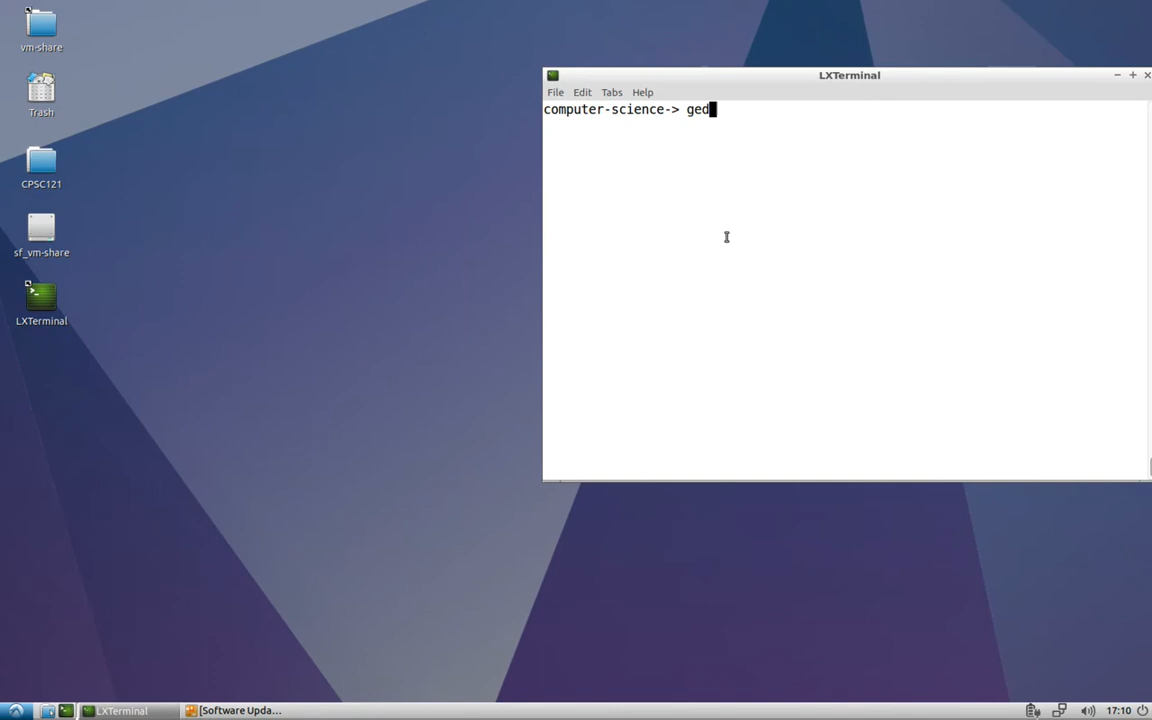 vm-share
Trash
CPSC121
sf_vm-share
LXTerminal
LXTerminal
File Edit Tabs Help
computer-science-> ged
LXTerminal
[Software Upda...
17:10